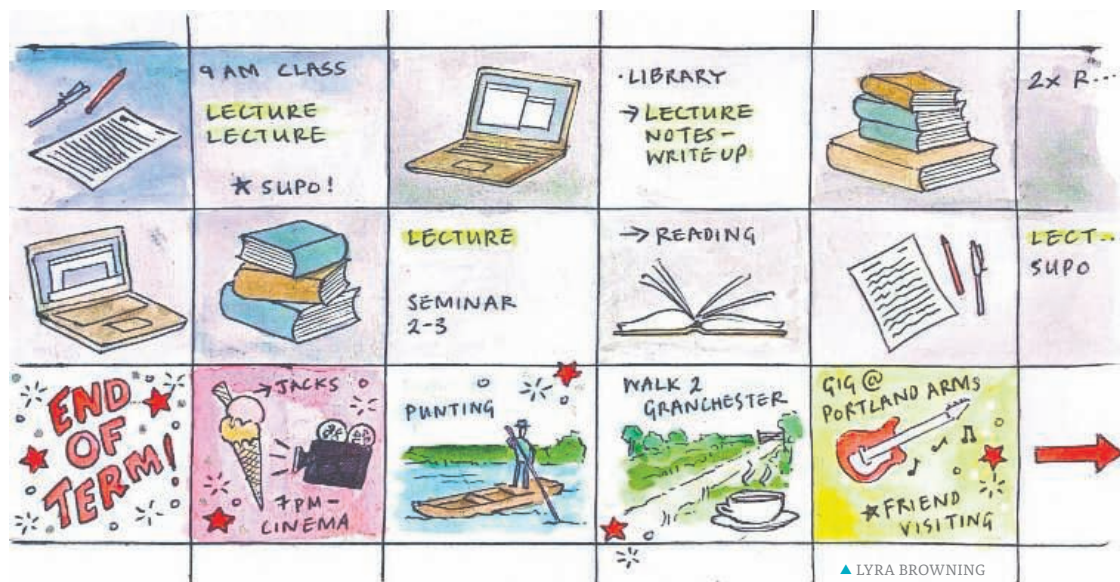 9 AM CLASS
LECTURE
LECTURE
★ SUPO!
·LIBRARY
→ LECTURE
NOTES-
WRITE UP
2x R...
LECTURE
SEMINAR
2-3
→ READING
LECT...
SUPO
END
OF
TERM!
→ JACKS
7PM-
CINEMA
PUNTING
WALK 2
GRANCHESTER
GIG @
PORTLAND ARMS
★FRIEND
VISITING
▲ LYRA BROWNING